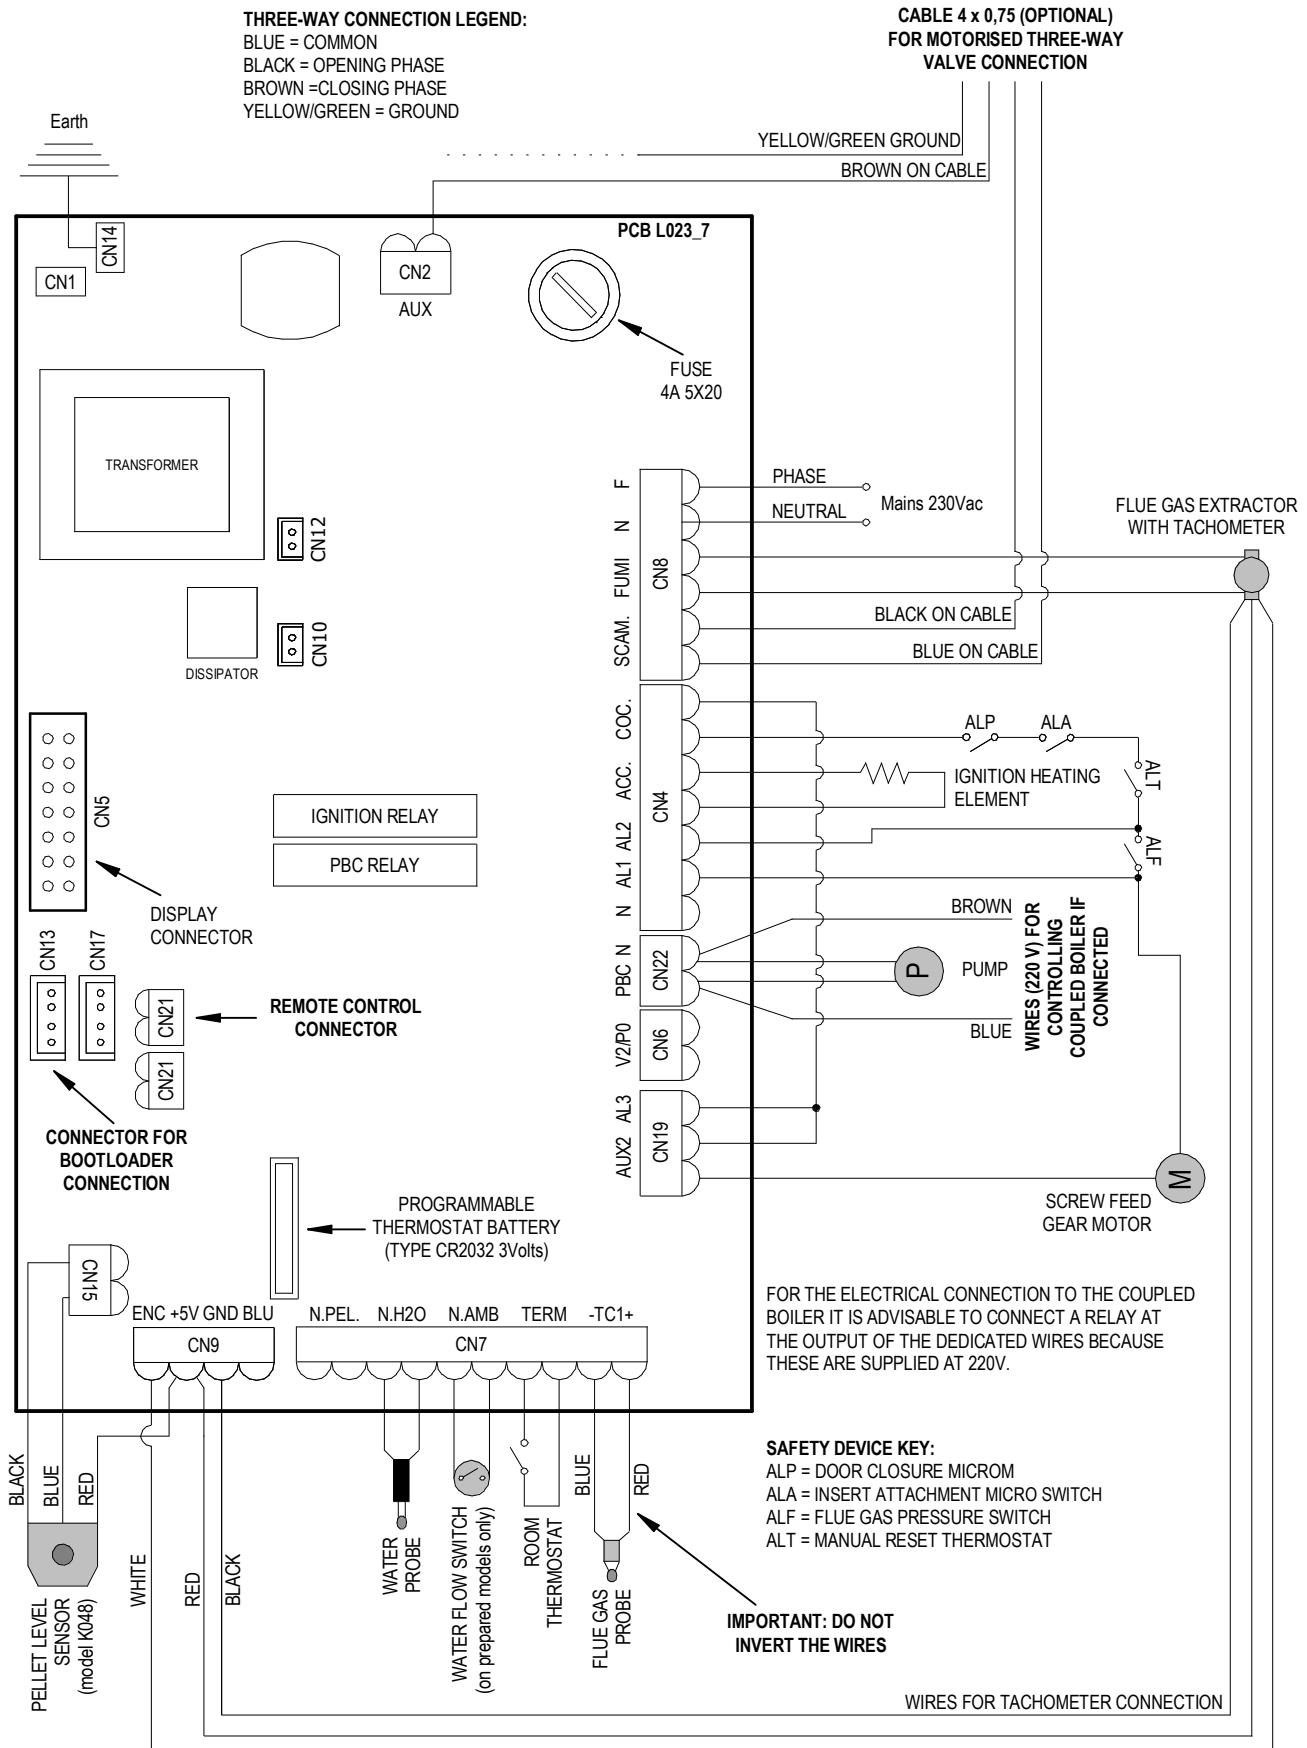 THREE-WAY CONNECTION LEGEND:
BLUE = COMMON
BLACK = OPENING PHASE
BROWN =CLOSING PHASE
YELLOW/GREEN = GROUND
CABLE 4 x 0,75 (OPTIONAL)
FOR MOTORISED THREE-WAY
VALVE CONNECTION
Earth
YELLOW/GREEN GROUND
BROWN ON CABLE
PCB L023_7
CN14
CN1
CN2
AUX
FUSE
4A 5X20
TRANSFORMER
CN12
DISSIPATOR
CN10
F
N
FUMI
SCAM.
CN8
PHASE
NEUTRAL
Mains 230Vac
FLUE GAS EXTRACTOR
WITH TACHOMETER
BLACK ON CABLE
BLUE ON CABLE
COC.
ACC.
AL2
AL1
N
CN4
ALP
ALA
ALT
ALF
IGNITION HEATING
ELEMENT
CN5
IGNITION RELAY
PBC RELAY
DISPLAY
CONNECTOR
CN13
CN17
CN21
REMOTE CONTROL
CONNECTOR
CN21
CONNECTOR FOR
BOOTLOADER
CONNECTION
PBC N
CN22
BROWN
P
PUMP
BLUE
WIRES (220 V) FOR
CONTROLLING
COUPLED BOILER IF
CONNECTED
V2/P0
CN6
AUX2 AL3
CN19
M
SCREW FEED
GEAR MOTOR
PROGRAMMABLE
THERMOSTAT BATTERY
(TYPE CR2032 3Volts)
CN15
ENC +5V GND BLU
CN9
N.PEL. N.H2O N.AMB TERM -TC1+
CN7
FOR THE ELECTRICAL CONNECTION TO THE COUPLED
BOILER IT IS ADVISABLE TO CONNECT A RELAY AT
THE OUTPUT OF THE DEDICATED WIRES BECAUSE
THESE ARE SUPPLIED AT 220V.
SAFETY DEVICE KEY:
ALP = DOOR CLOSURE MICROM
ALA = INSERT ATTACHMENT MICRO SWITCH
ALF = FLUE GAS PRESSURE SWITCH
ALT = MANUAL RESET THERMOSTAT
BLACK
BLUE
RED
PELLET LEVEL
SENSOR
(model K048)
WHITE
RED
BLACK
WATER
PROBE
WATER FLOW SWITCH
(on prepared models only)
ROOM
THERMOSTAT
BLUE
RED
FLUE GAS
PROBE
IMPORTANT: DO NOT
INVERT THE WIRES
WIRES FOR TACHOMETER CONNECTION